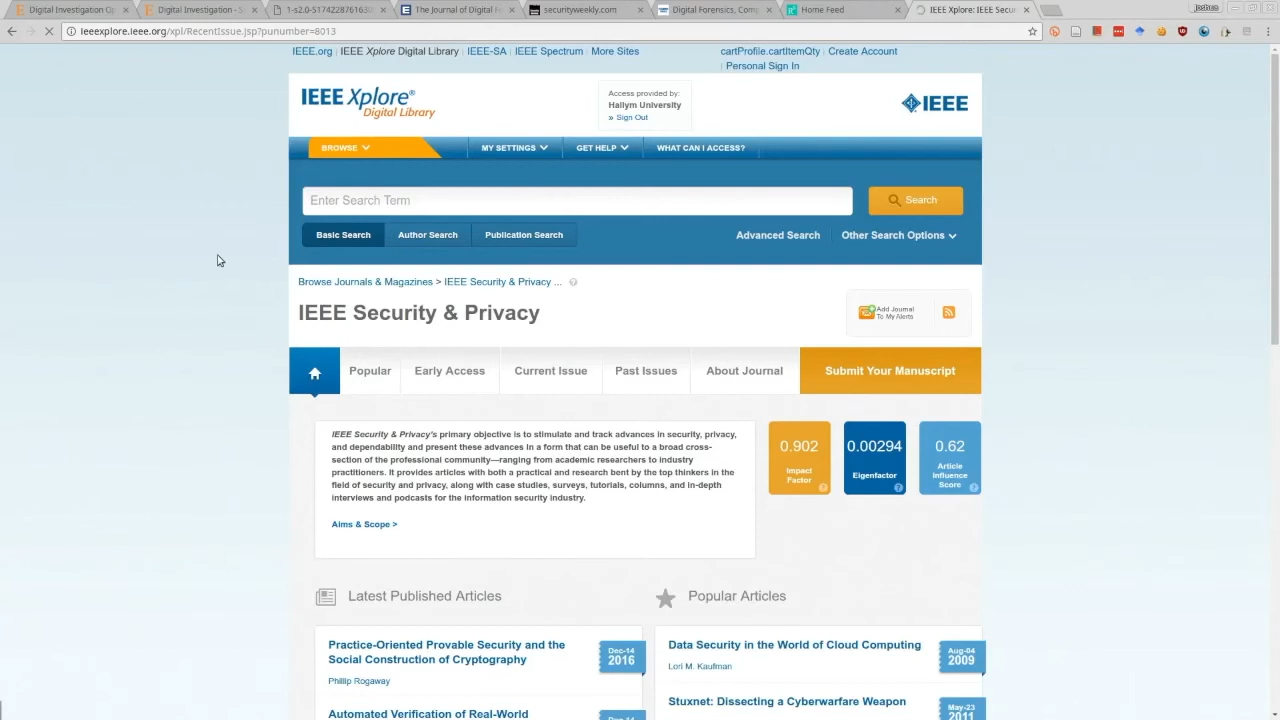 Digital Investigation Op
Digital Investigation - S
1-s2.0-S174228761630
The Journal of Digital F
securityweekly.com
Digital Forensics, Comp
Home Feed
IEEE Xplore: IEEE Secur
ieeexplore.ieee.org/xpl/RecentIssue.jsp?punumber=8013
IEEE.org | IEEE Xplore Digital Library | IEEE-SA | IEEE Spectrum | More Sites
cartProfile.cartItemQty | Create Account
| Personal Sign In
IEEE Xplore®
Digital Library
Access provided by:
Hallym University
» Sign Out
IEEE
BROWSE
MY SETTINGS
GET HELP
WHAT CAN I ACCESS?
Enter Search Term
Search
Basic Search
Author Search
Publication Search
Advanced Search
Other Search Options
Browse Journals & Magazines > IEEE Security & Privacy ...
IEEE Security & Privacy
Add Journal
To My Alerts
Popular
Early Access
Current Issue
Past Issues
About Journal
Submit Your Manuscript
IEEE Security & Privacy's primary objective is to stimulate and track advances in security, privacy,
and dependability and present these advances in a form that can be useful to a broad cross-
section of the professional community—ranging from academic researchers to industry
practitioners. It provides articles with both a practical and research bent by the top thinkers in the
field of security and privacy, along with case studies, surveys, tutorials, columns, and in-depth
interviews and podcasts for the information security industry.
Aims & Scope >
0.902
Impact
Factor
0.00294
Eigenfactor
0.62
Article
Influence
Score
Latest Published Articles
Practice-Oriented Provable Security and the
Social Construction of Cryptography
Phillip Rogaway
Dec-14
2016
Automated Verification of Real-World
Dec-14
Popular Articles
Data Security in the World of Cloud Computing
Lori M. Kaufman
Aug-04
2009
Stuxnet: Dissecting a Cyberwarfare Weapon
May-23
2011